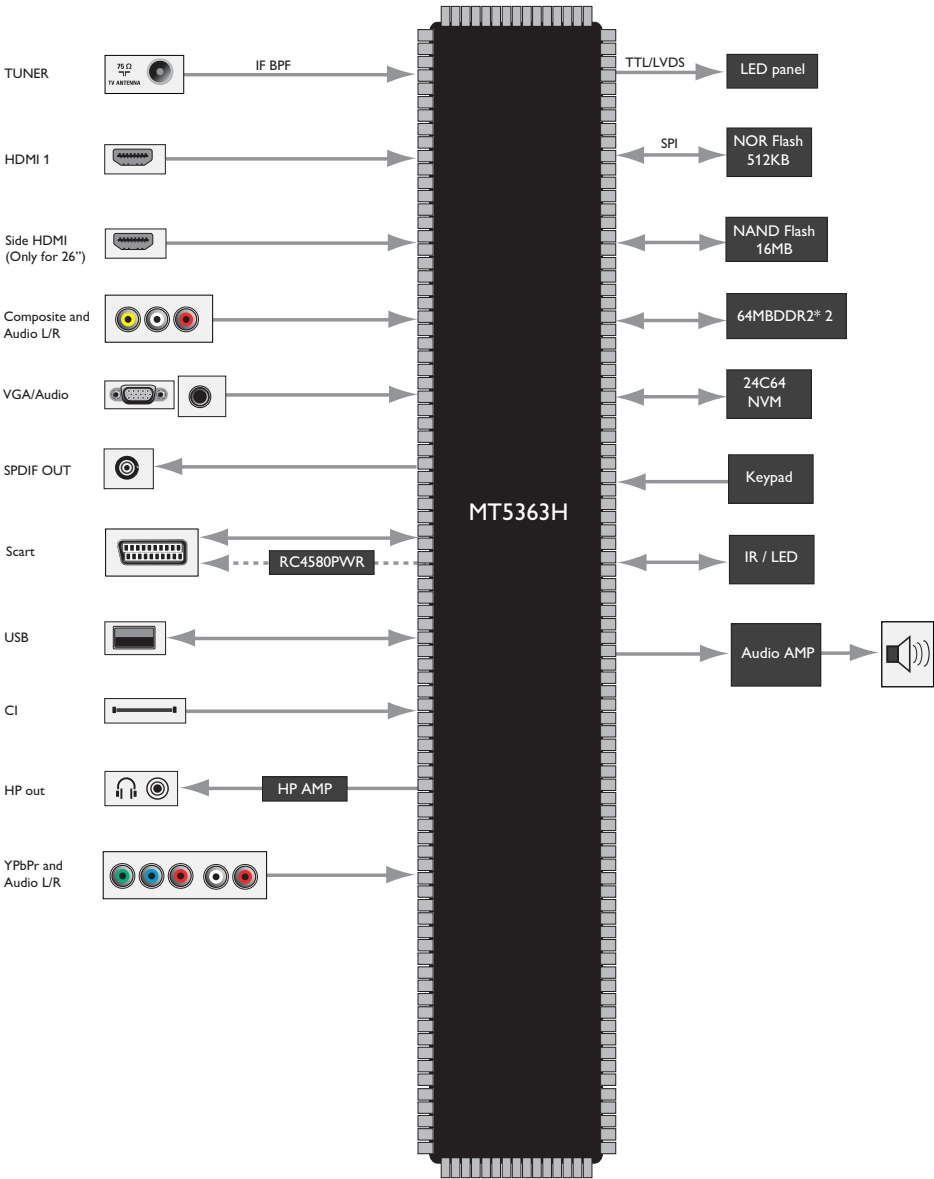 TUNER
75 Ω
TV ANTENNA
IF BPF
TTL/LVDS
LED panel
HDMI 1
SPI
NOR Flash
512KB
Side HDMI
(Only for 26”)
NAND Flash
16MB
Composite and
Audio L/R
64MBDDR2* 2
VGA/Audio
24C64
NVM
SPDIF OUT
Keypad
MT5363H
Scart
RC4580PWR
IR / LED
USB
Audio AMP
CI
HP out
HP AMP
YPbPr and
Audio L/R